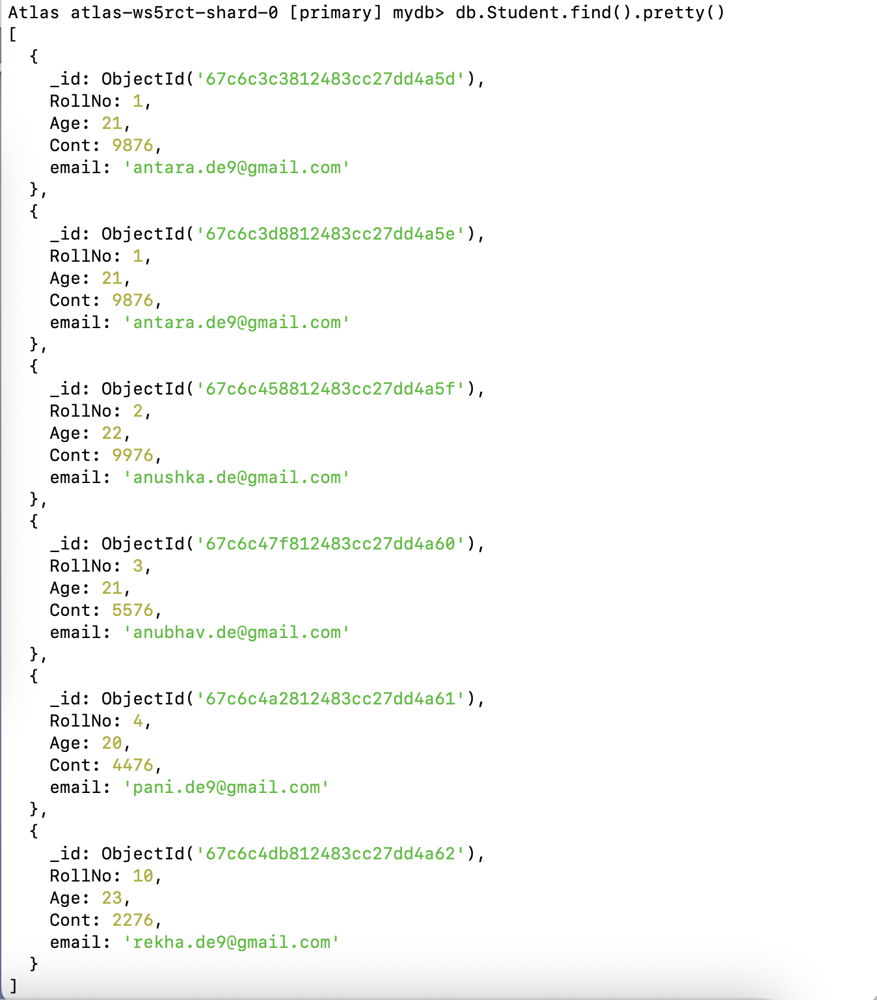 Atlas atlas-ws5rct-shard-0 [primary] mydb> db.Student.find().pretty()
[
  {
    _id: ObjectId('67c6c3c3812483cc27dd4a5d'),
    RollNo: 1,
    Age: 21,
    Cont: 9876,
    email: 'antara.de9@gmail.com'
  },
  {
    _id: ObjectId('67c6c3d8812483cc27dd4a5e'),
    RollNo: 1,
    Age: 21,
    Cont: 9876,
    email: 'antara.de9@gmail.com'
  },
  {
    _id: ObjectId('67c6c458812483cc27dd4a5f'),
    RollNo: 2,
    Age: 22,
    Cont: 9976,
    email: 'anushka.de@gmail.com'
  },
  {
    _id: ObjectId('67c6c47f812483cc27dd4a60'),
    RollNo: 3,
    Age: 21,
    Cont: 5576,
    email: 'anubhav.de@gmail.com'
  },
  {
    _id: ObjectId('67c6c4a2812483cc27dd4a61'),
    RollNo: 4,
    Age: 20,
    Cont: 4476,
    email: 'pani.de9@gmail.com'
  },
  {
    _id: ObjectId('67c6c4db812483cc27dd4a62'),
    RollNo: 10,
    Age: 23,
    Cont: 2276,
    email: 'rekha.de9@gmail.com'
  }
]